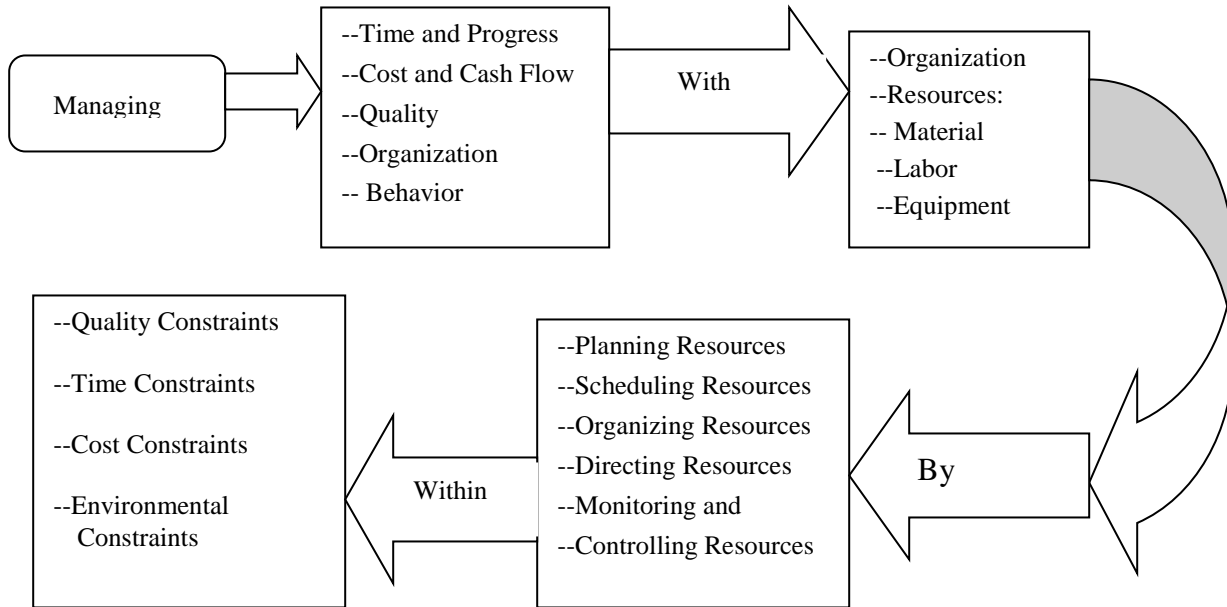 Managing
--Time and Progress
--Cost and Cash Flow
--Quality
--Organization
-- Behavior
With
--Organization
--Resources:
-- Material
--Labor
--Equipment
By
--Planning Resources
--Scheduling Resources
--Organizing Resources
--Directing Resources
--Monitoring and
--Controlling Resources
Within
--Quality Constraints
--Time Constraints
--Cost Constraints
--Environmental
Constraints